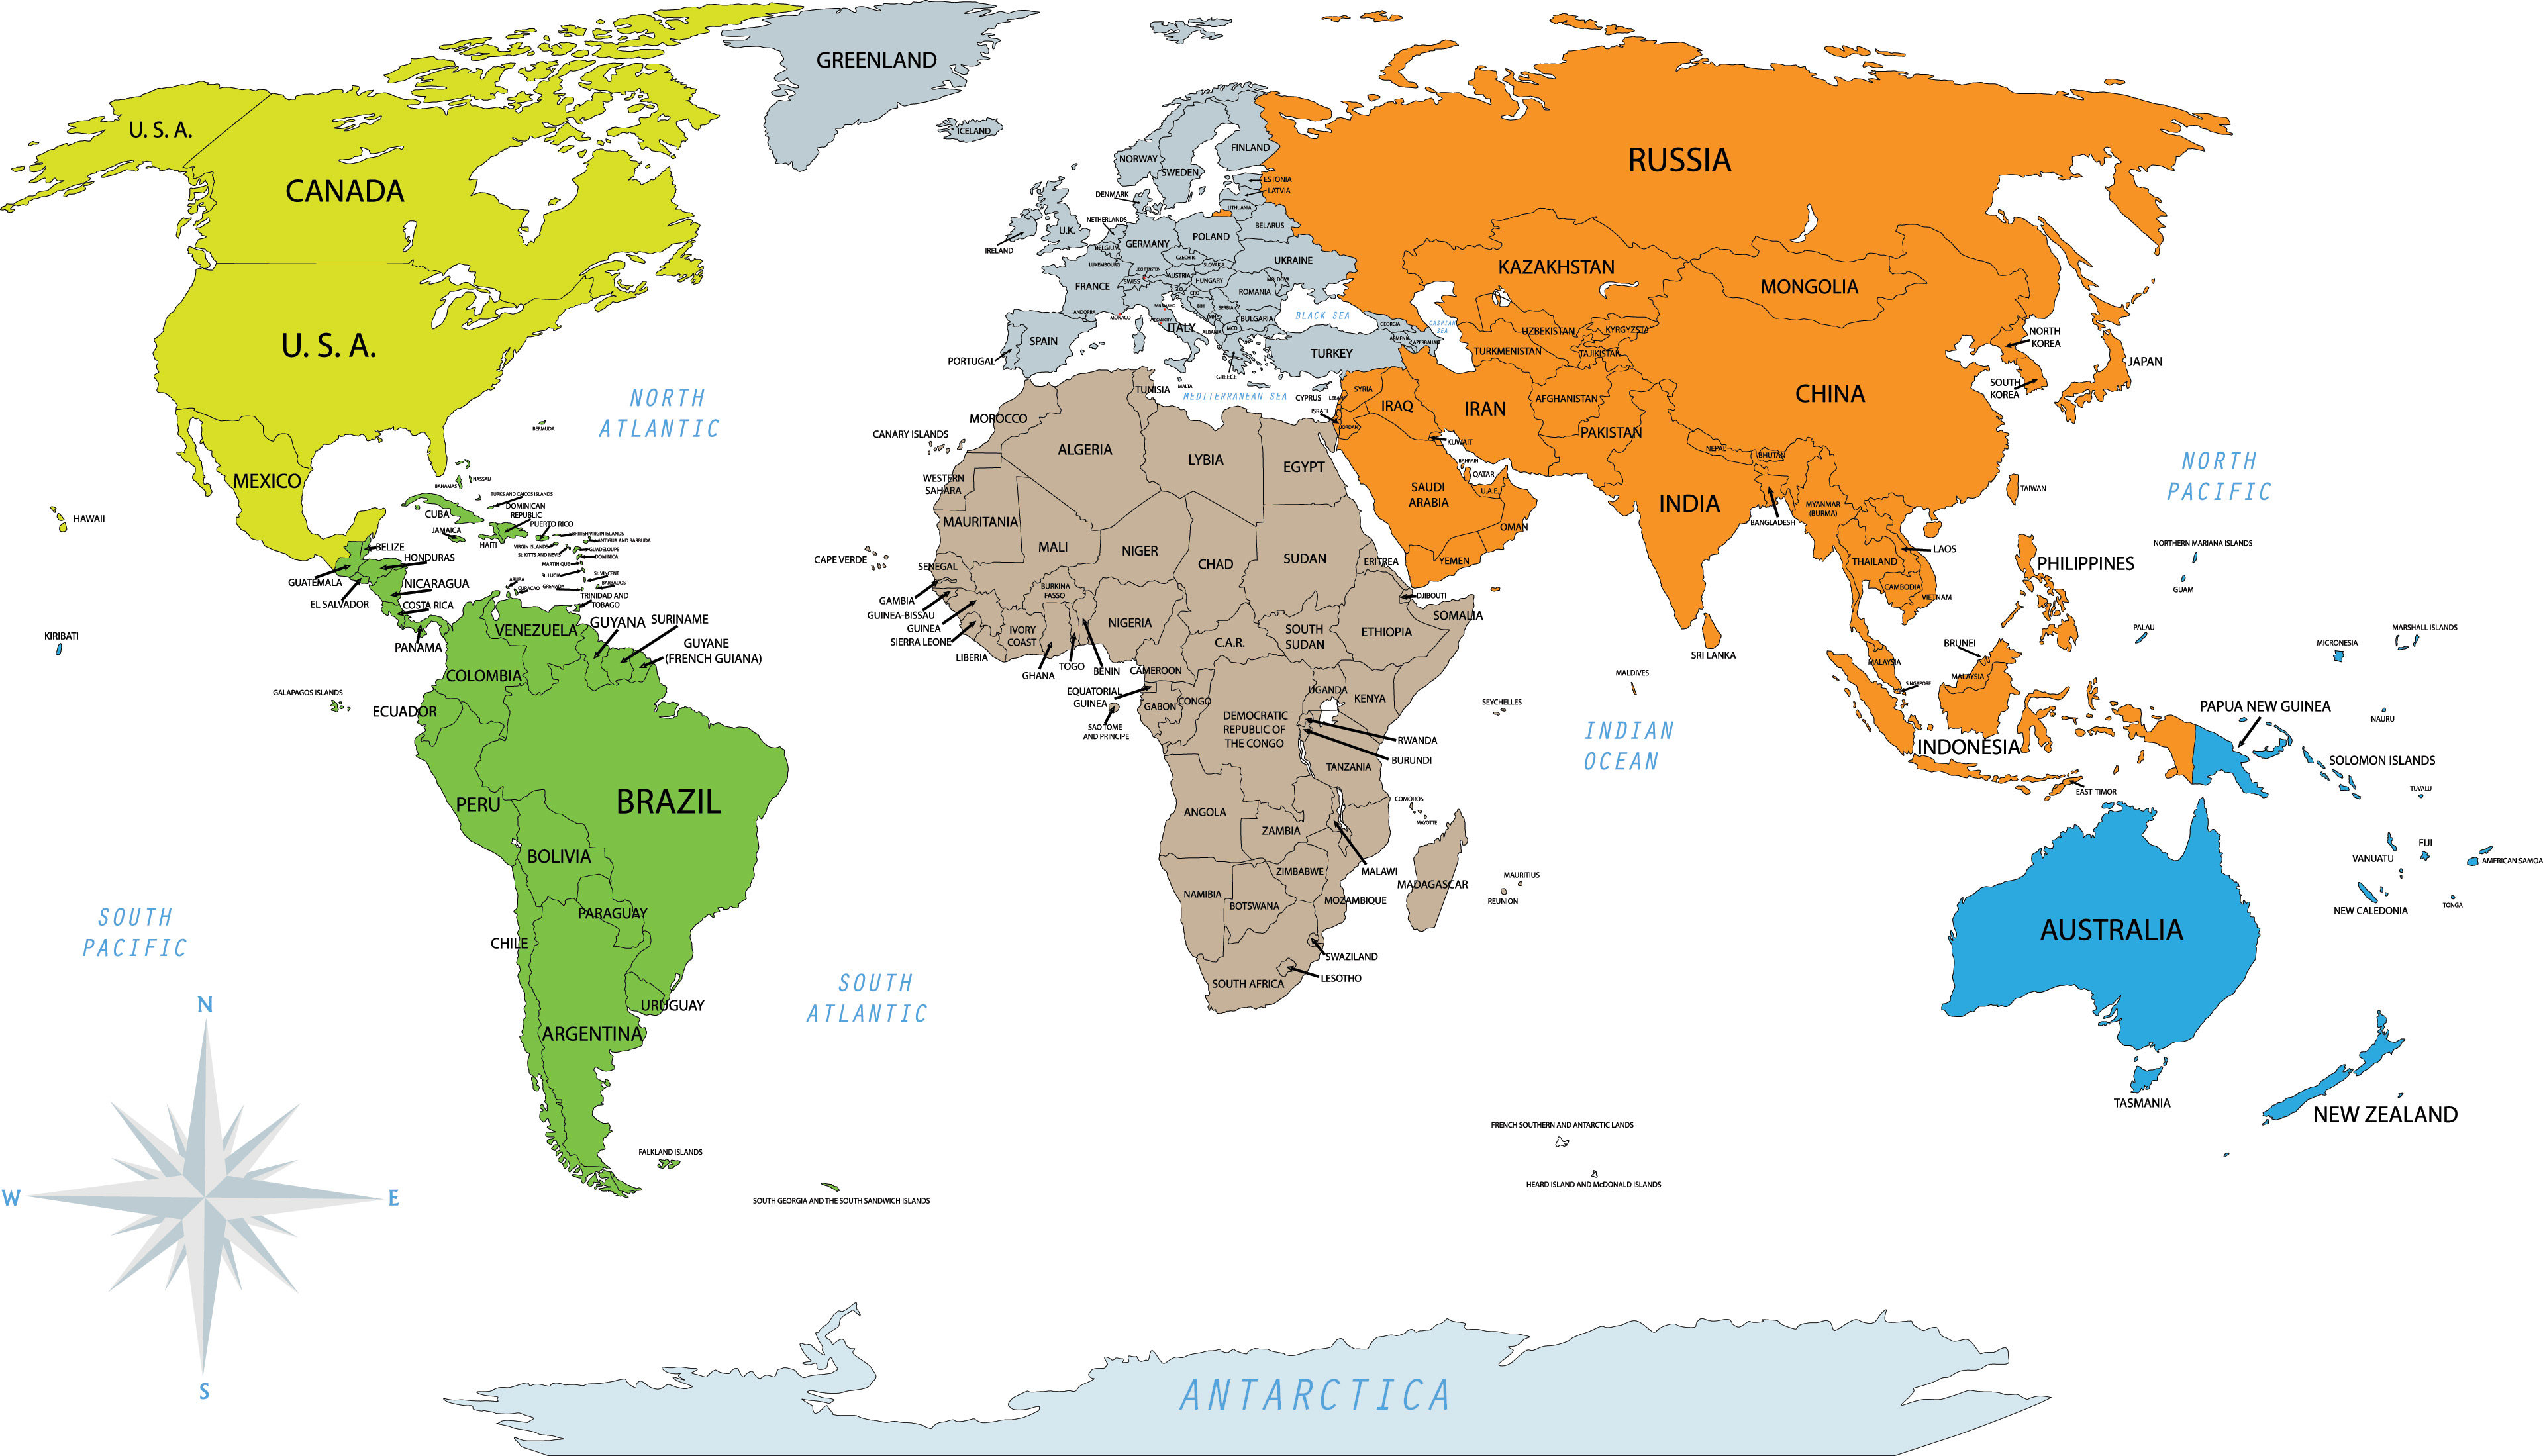 GREENLAND
U. S. A.
CANADA
ICELAND
RUSSIA
NORWAY
SWEDEN
FINLAND
ESTONIA
LATVIA
DENMARK
LITHUANIA
NETHERLANDS
BELARUS
IRELAND
U.K.
BELGIUM
GERMANY
POLAND
LUXEMBOURG
CZECH R.
SLOVAKIA
UKRAINE
KAZAKHSTAN
MONGOLIA
FRANCE
LIECHTENSTEIN
SWISS
AUSTRIA
HUNGARY
MOLDOVA
ROMANIA
SLO
CRO
BIH
SERBIA
ANDORRA
MONACO
SAN MARINO
VATICAN CITY
ITALY
MNE
ALBANIA
MCD
BULGARIA
BLACK SEA
GEORGIA
CASPIAN
SEA
ARMENIA
AZERBAIJAN
UZBEKISTAN
KYRGYZSTA
NORTH
KOREA
U. S. A.
PORTUGAL
SPAIN
GREECE
TURKEY
TURKMENISTAN
TAJIKISTAN
JAPAN
NORTH
ATLANTIC
TUNISIA
MALTA
MEDITERRANEAN SEA
CYPRUS
SYRIA
LEBAN
ISRAEL
JORDAN
IRAQ
IRAN
AFGHANISTAN
CHINA
SOUTH
KOREA
BERMUDA
CANARY ISLANDS
MOROCCO
ALGERIA
LYBIA
EGYPT
KUWAIT
PAKISTAN
NEPAL
BHUTAN
NORTH
PACIFIC
MEXICO
BAHAMAS
NASSAU
TURKS AND CAICOS ISLANDS
WESTERN
SAHARA
BAHRAIN
QATAR
U.A.E.
SAUDI
ARABIA
OMAN
INDIA
BANGLADESH
MYANMAR
(BURMA)
TAIWAN
HAWAII
CUBA
DOMINICAN
REPUBLIC
JAMAICA
HAITI
PUERTO RICO
BRITISH VIRGIN ISLANDS
VIRGIN ISLANDS
ANTIGUA AND BARBUDA
ST. KITTS AND NEVIS
GUADELOUPE
DOMINICA
MARTINIQUE
ST. LUCIA
ST. VINCENT
BARBADOS
ARUBA
CURACAO
GRENADA
TRINIDAD AND
TOBAGO
BELIZE
HONDURAS
GUATEMALA
NICARAGUA
EL SALVADOR
COSTA RICA
PANAMA
MAURITANIA
MALI
NIGER
CHAD
SUDAN
ERITREA
YEMEN
CAPE VERDE
SENEGAL
GAMBIA
GUINEA-BISSAU
GUINEA
SIERRA LEONE
LIBERIA
BURKINA
FASSO
IVORY
COAST
GHANA
TOGO
BENIN
NIGERIA
DJIBOUTI
SOMALIA
ETHIOPIA
SOUTH
SUDAN
C.A.R.
CAMEROON
THAILAND
LAOS
CAMBODIA
VIETNAM
PHILIPPINES
NORTHERN MARIANA ISLANDS
GUAM
KIRIBATI
VENEZUELA
GUYANA
SURINAME
GUYANE
(FRENCH GUIANA)
COLOMBIA
GALAPAGOS ISLANDS
ECUADOR
SRI LANKA
MALDIVES
MALAYSIA
BRUNEI
MALAYSIA
SINGAPORE
PALAU
MICRONESIA
MARSHALL ISLANDS
NAURU
EQUATORIAL
GUINEA
SAO TOME
AND PRINCIPE
GABON
CONGO
DEMOCRATIC
REPUBLIC OF
THE CONGO
UGANDA
KENYA
RWANDA
BURUNDI
TANZANIA
SEYCHELLES
INDIAN
OCEAN
INDONESIA
PAPUA NEW GUINEA
SOLOMON ISLANDS
EAST TIMOR
TUVALU
PERU
BRAZIL
BOLIVIA
PARAGUAY
CHILE
URUGUAY
ARGENTINA
ANGOLA
ZAMBIA
COMOROS
MAYOTTE
MALAWI
ZIMBABWE
MOZAMBIQUE
MADAGASCAR
MAURITIUS
REUNION
NAMIBIA
BOTSWANA
SWAZILAND
LESOTHO
SOUTH AFRICA
VANUATU
FIJI
AMERICAN SAMOA
NEW CALEDONIA
TONGA
AUSTRALIA
TASMANIA
NEW ZEALAND
SOUTH
PACIFIC
SOUTH
ATLANTIC
N
W
E
S
FALKLAND ISLANDS
SOUTH GEORGIA AND THE SOUTH SANDWICH ISLANDS
FRENCH SOUTHERN AND ANTARCTIC LANDS
HEARD ISLAND AND McDONALD ISLANDS
ANTARCTICA